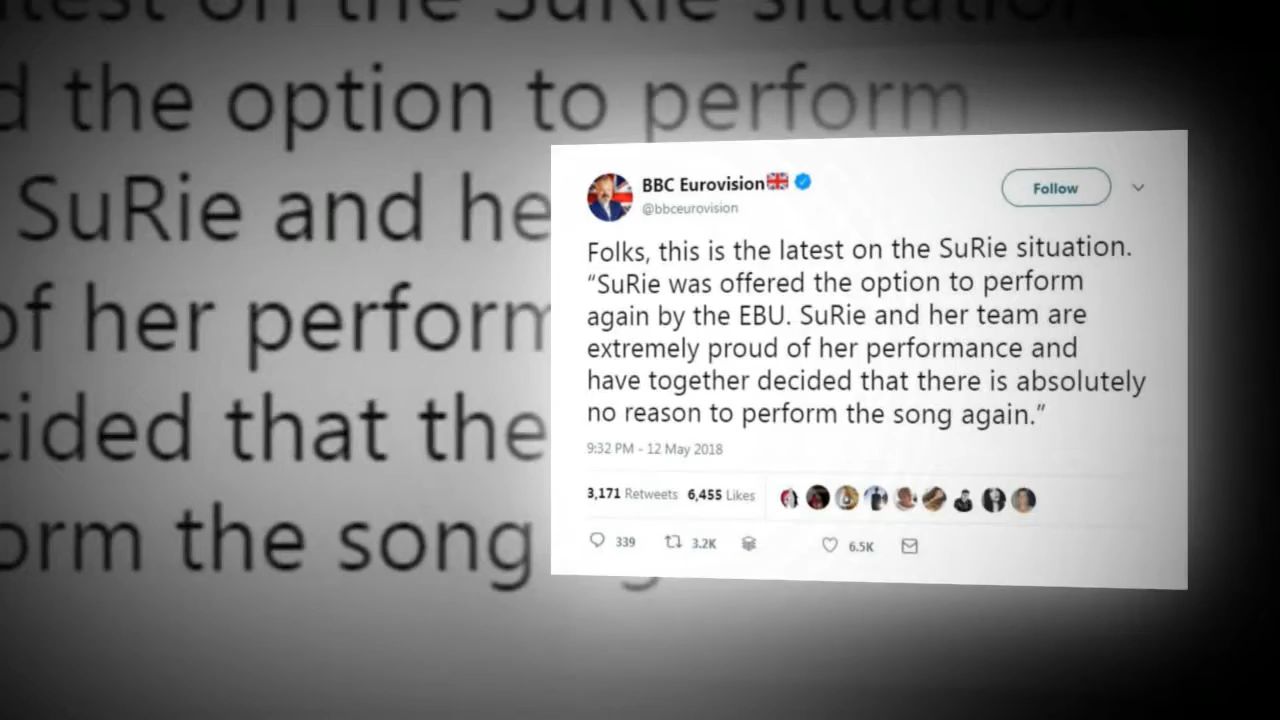 test on the SuRie situation
d the option to perform
SuRie and he
of her perform
cided that the
orm the song
BBC Eurovision
@bbceurovision
Follow
Folks, this is the latest on the SuRie situation.
“SuRie was offered the option to perform
again by the EBU. SuRie and her team are
extremely proud of her performance and
have together decided that there is absolutely
no reason to perform the song again.”
9:32 PM - 12 May 2018
3,171 Retweets 6,455 Likes
339 3.2K 6.5K